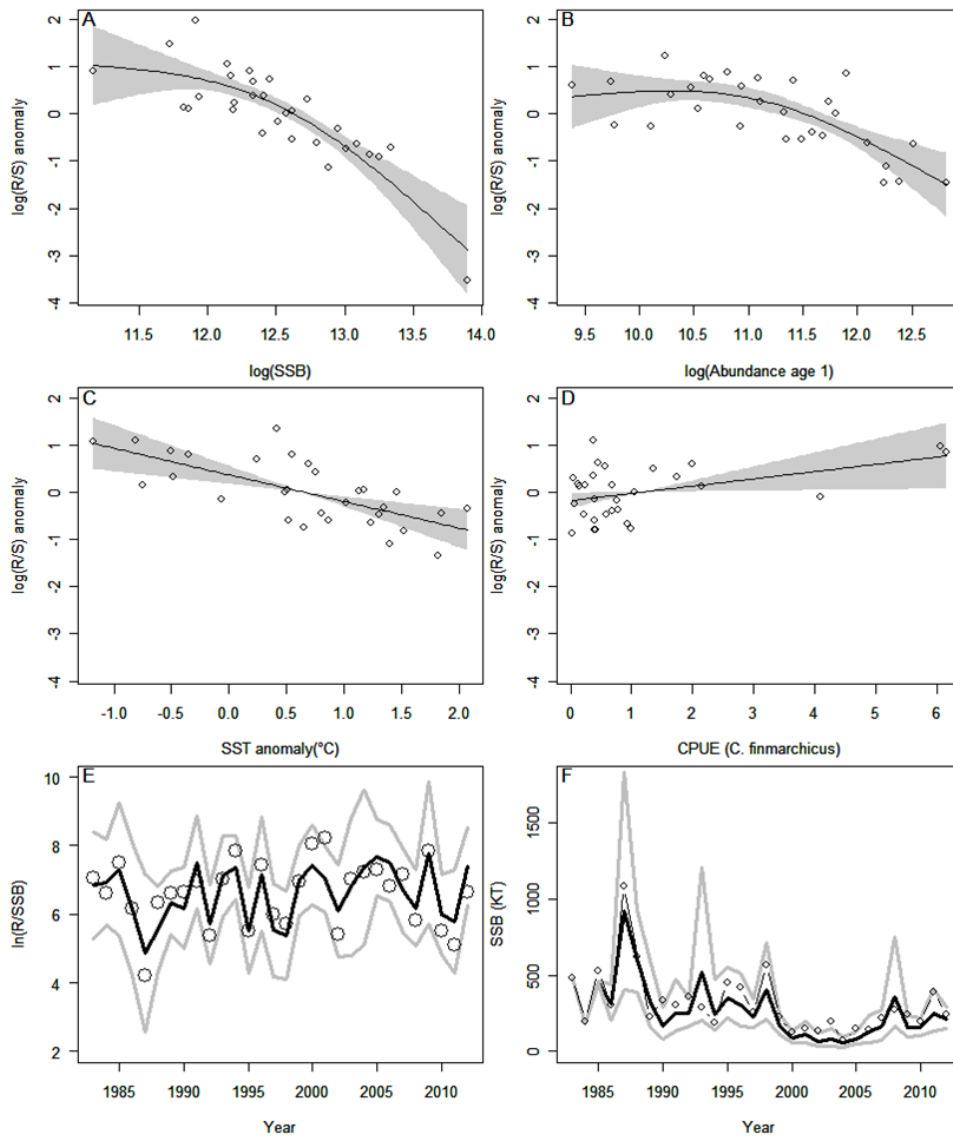 A
B
log(R/S) anomaly
2
1
0
-1
-2
-3
-4
11.5 12.0 12.5 13.0 13.5 14.0
log(SSB)
log(R/S) anomaly
2
1
0
-1
-2
-3
-4
9.5 10.0 10.5 11.0 11.5 12.0 12.5
log(Abundance age 1)
C
D
log(R/S) anomaly
2
1
0
-1
-2
-3
-4
-1.0 -0.5 0.0 0.5 1.0 1.5 2.0
SST anomaly(°C)
log(R/S) anomaly
2
1
0
-1
-2
-3
-4
0 1 2 3 4 5 6
CPUE (C. finmarchicus)
E
F
ln(R/SSB)
10
8
6
4
2
1985 1990 1995 2000 2005 2010
Year
SSB (KT)
1500
1000
500
0
1985 1990 1995 2000 2005 2010
Year